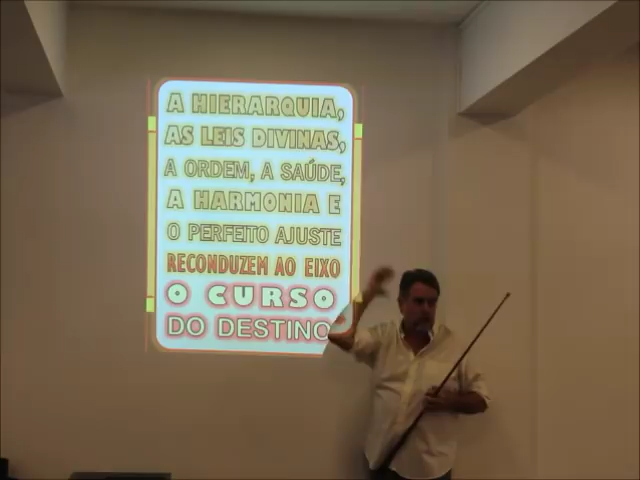 A HIERARQUIA,
AS LEIS DIVINAS,
A ORDEM, A SAÚDE,
A HARMONIA E
O PERFEITO AJUSTE
RECONDUZEM AO EIXO
O CURSO
DO DESTINO